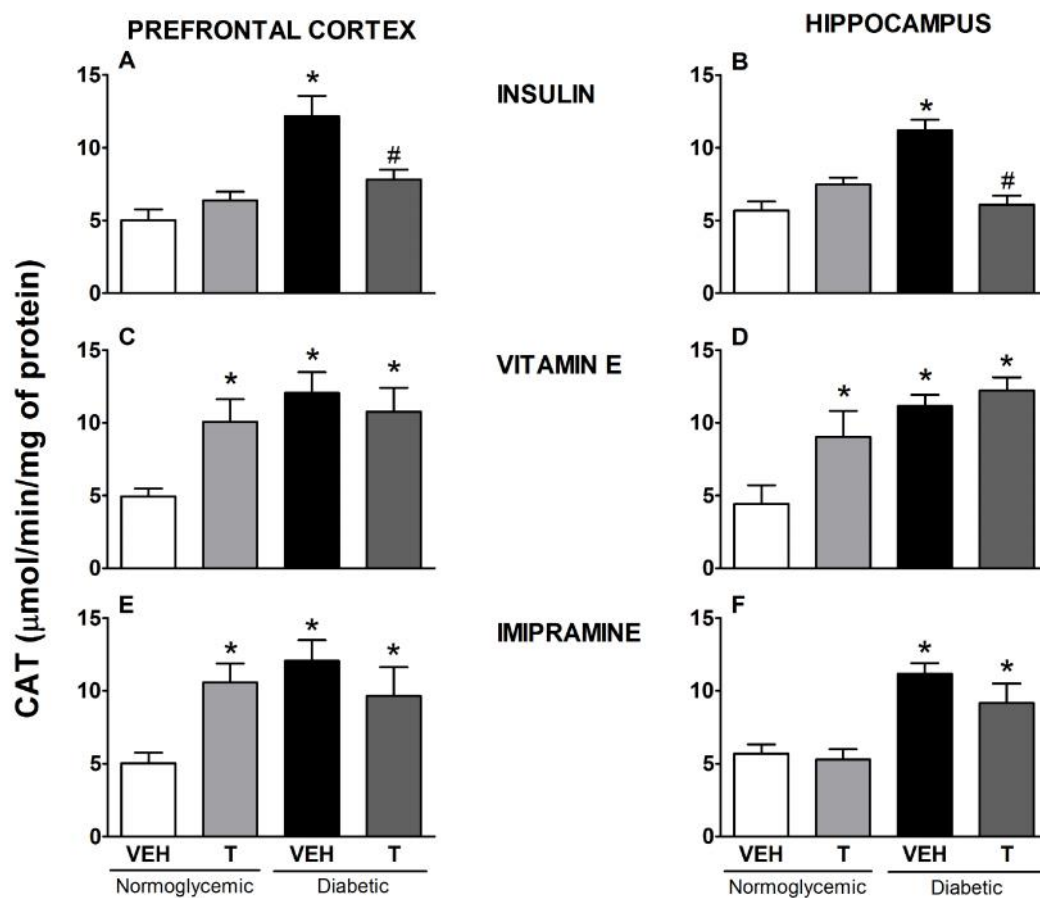 PREFRONTAL CORTEX
HIPPOCAMPUS
CAT (μmol/min/mg of protein)
A
15
10
5
0
*
#
INSULIN
B
15
10
5
0
*
#
C
15
10
5
0
*
*
*
VITAMIN E
D
15
10
5
0
*
*
*
E
15
10
5
0
*
*
*
IMIPRAMINE
F
15
10
5
0
*
*
VEH T VEH T
Normoglycemic Diabetic
VEH T VEH T
Normoglycemic Diabetic